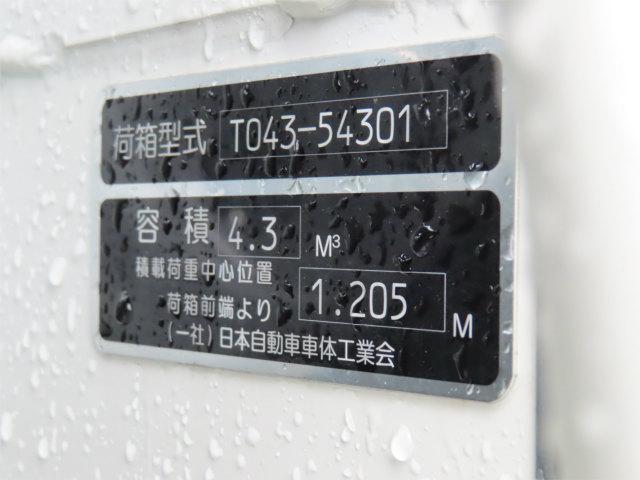 荷箱型式 T043-54301
容積 4.3 M³
積載荷重中心位置
荷箱前端より 1.205 M
(一社)日本自動車車体工業会